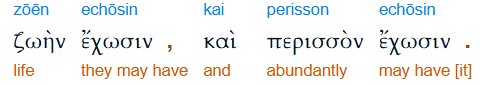 zōēn echōsin kai perisson echōsin
ζωὴν ἔχωσιν , καὶ περισσὸν ἔχωσιν .
life they may have and abundantly may have [it]